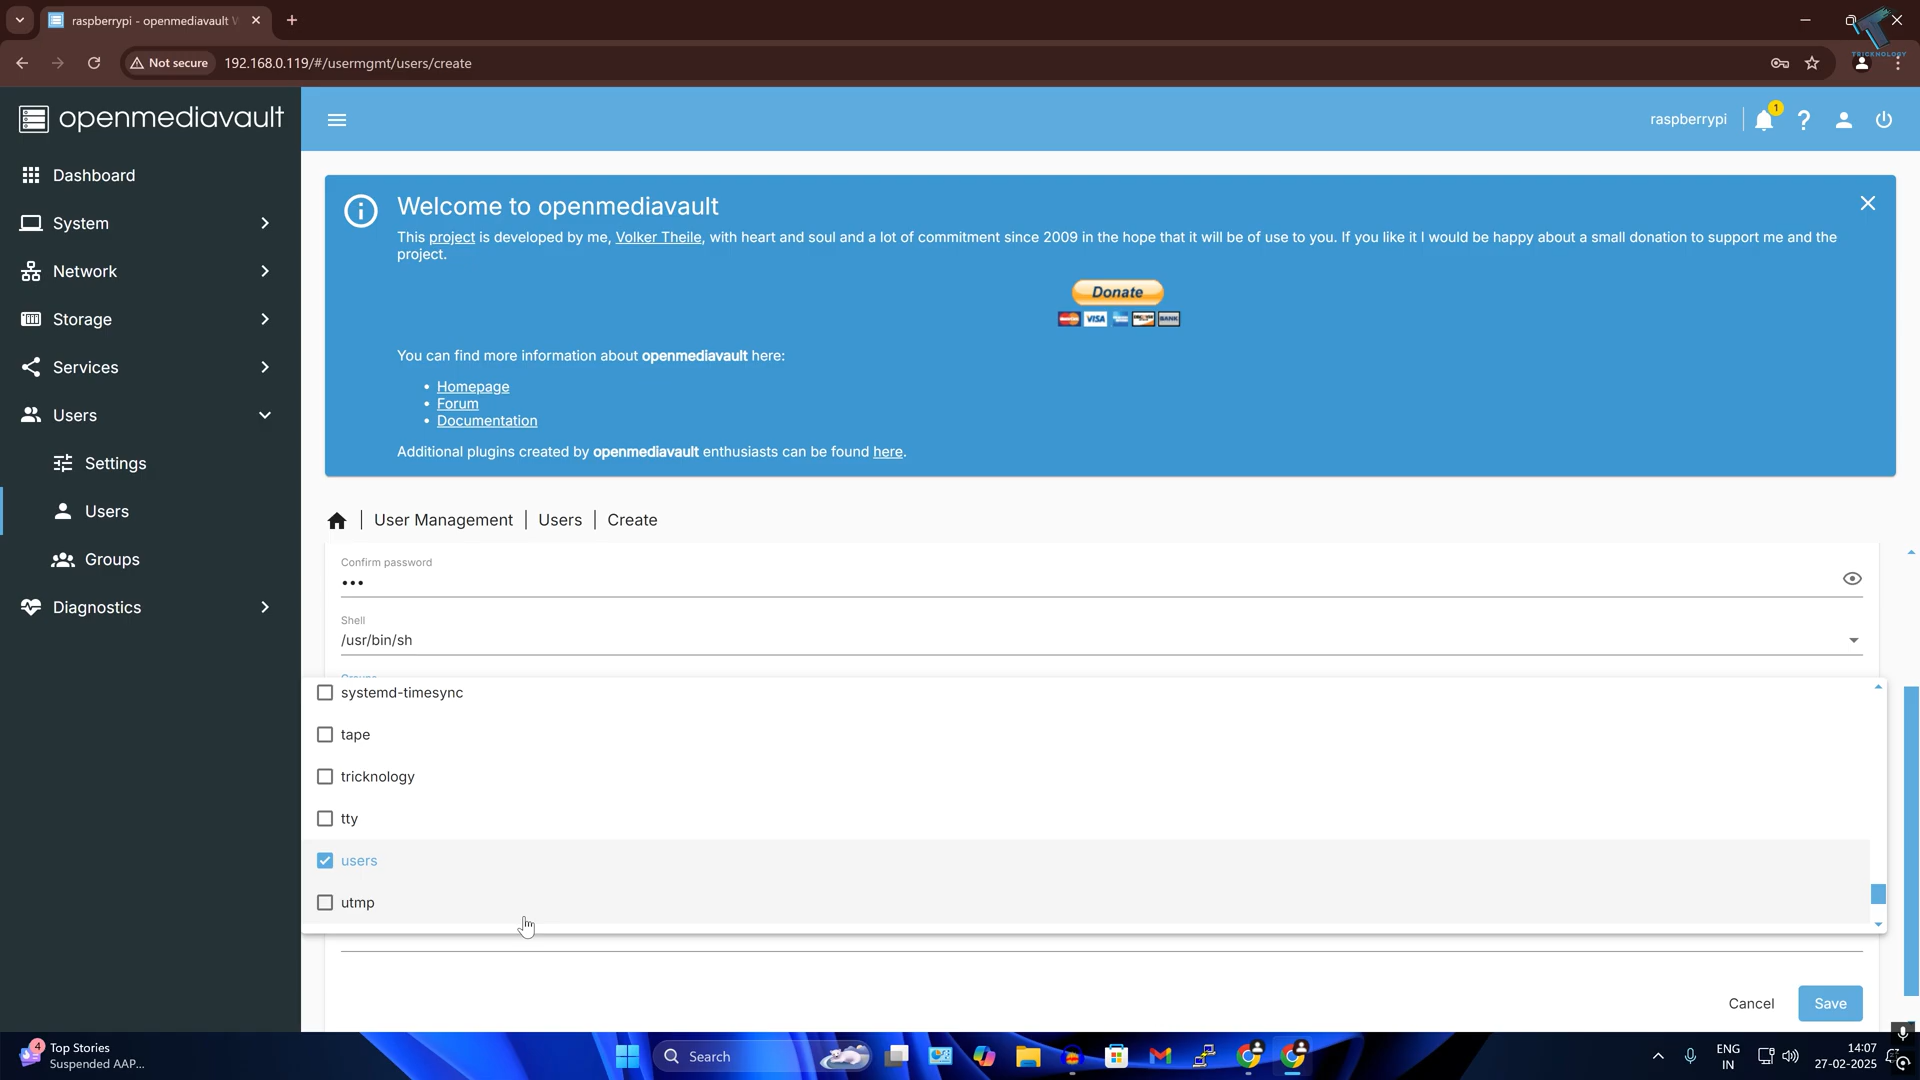 raspberrypi - openmediavault W
TRICKNOLOGY
Not secure
192.168.0.119/#/usermgmt/users/create
openmediavault
raspberrypi
1
Dashboard
System
Network
Storage
Services
Users
Settings
Users
Groups
Diagnostics
Welcome to openmediavault
This project is developed by me, Volker Theile, with heart and soul and a lot of commitment since 2009 in the hope that it will be of use to you. If you like it I would be happy about a small donation to support me and the
project.
Donate
VISA
BANK
You can find more information about openmediavault here:
• Homepage
• Forum
• Documentation
Additional plugins created by openmediavault enthusiasts can be found here.
User Management | Users | Create
Confirm password
•••
Shell
/usr/bin/sh
systemd-timesync
tape
tricknology
tty
users
utmp
Cancel
Save
4
Top Stories
Suspended AAP...
Search
ENG
IN
14:07
27-02-2025